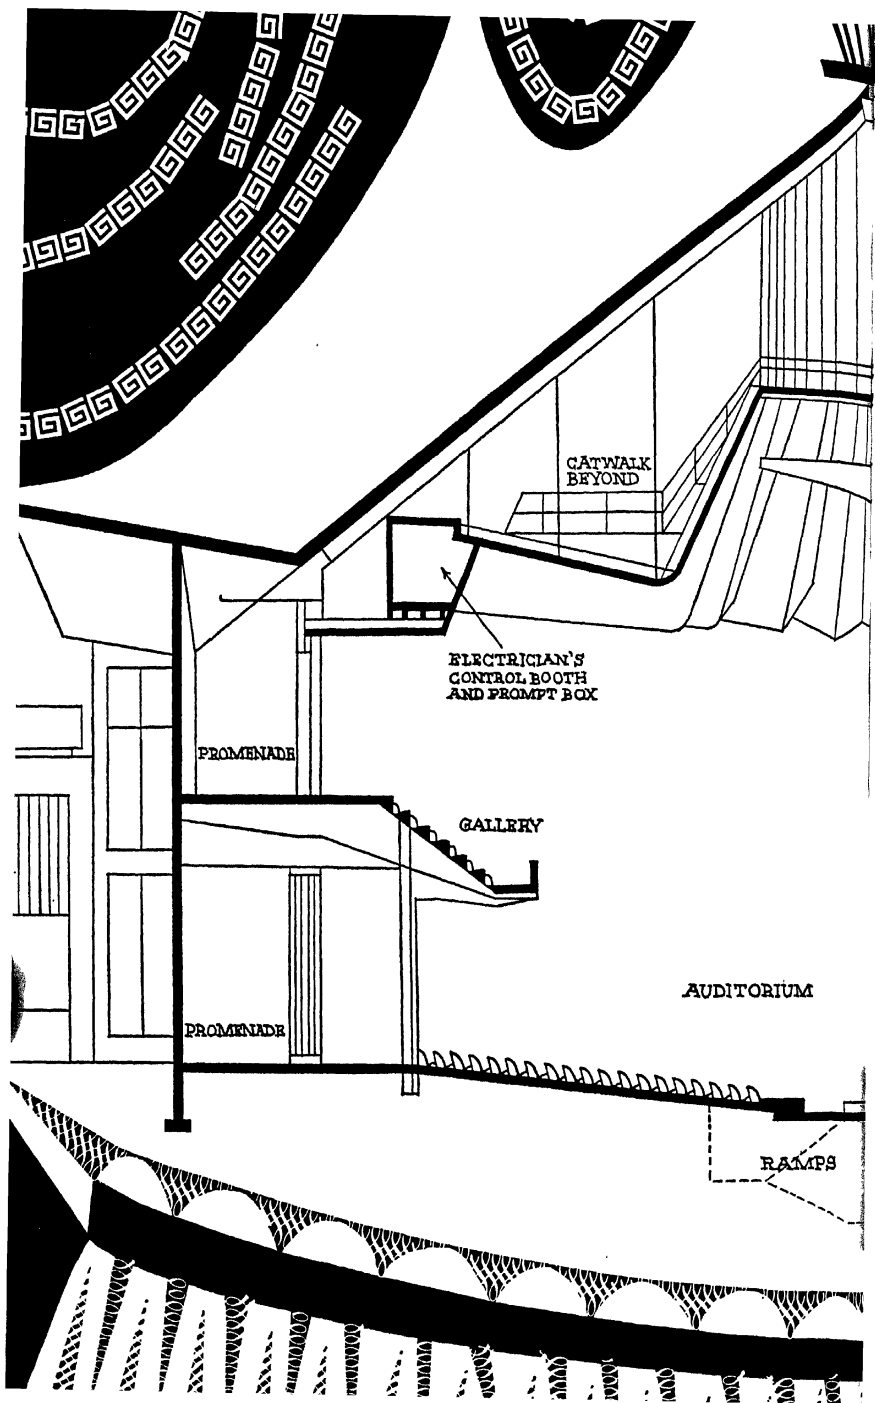 CATWALK
BEYOND
ELECTRICIAN'S
CONTROL BOOTH
AND PROMPT BOX
PROMENADE
GALLERY
AUDITORIUM
PROMENADE
RAMPS